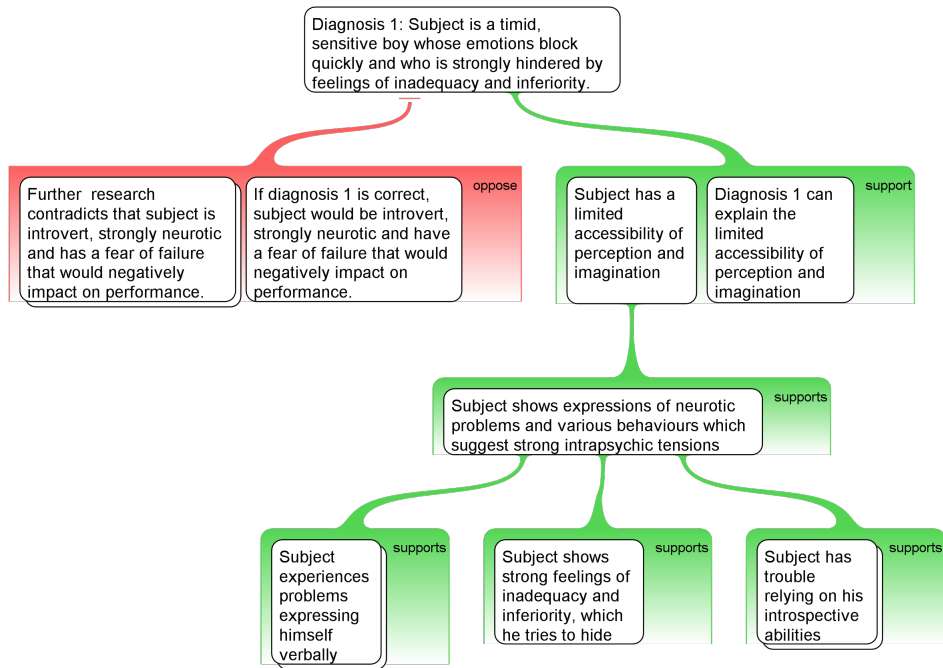 Diagnosis 1: Subject is a timid,
sensitive boy whose emotions block
quickly and who is strongly hindered by
feelings of inadequacy and inferiority.
oppose
Further research
contradicts that subject is
introvert, strongly neurotic
and has a fear of failure
that would negatively
impact on performance.
If diagnosis 1 is correct,
subject would be introvert,
strongly neurotic and have
a fear of failure that would
negatively impact on
performance.
support
Subject has a
limited
accessibility of
perception and
imagination
Diagnosis 1 can
explain the
limited
accessibility of
perception and
imagination
supports
Subject shows expressions of neurotic
problems and various behaviours which
suggest strong intrapsychic tensions
supports
Subject
experiences
problems
expressing
himself
verbally
supports
Subject shows
strong feelings of
inadequacy and
inferiority, which
he tries to hide
supports
Subject has
trouble
relying on his
introspective
abilities